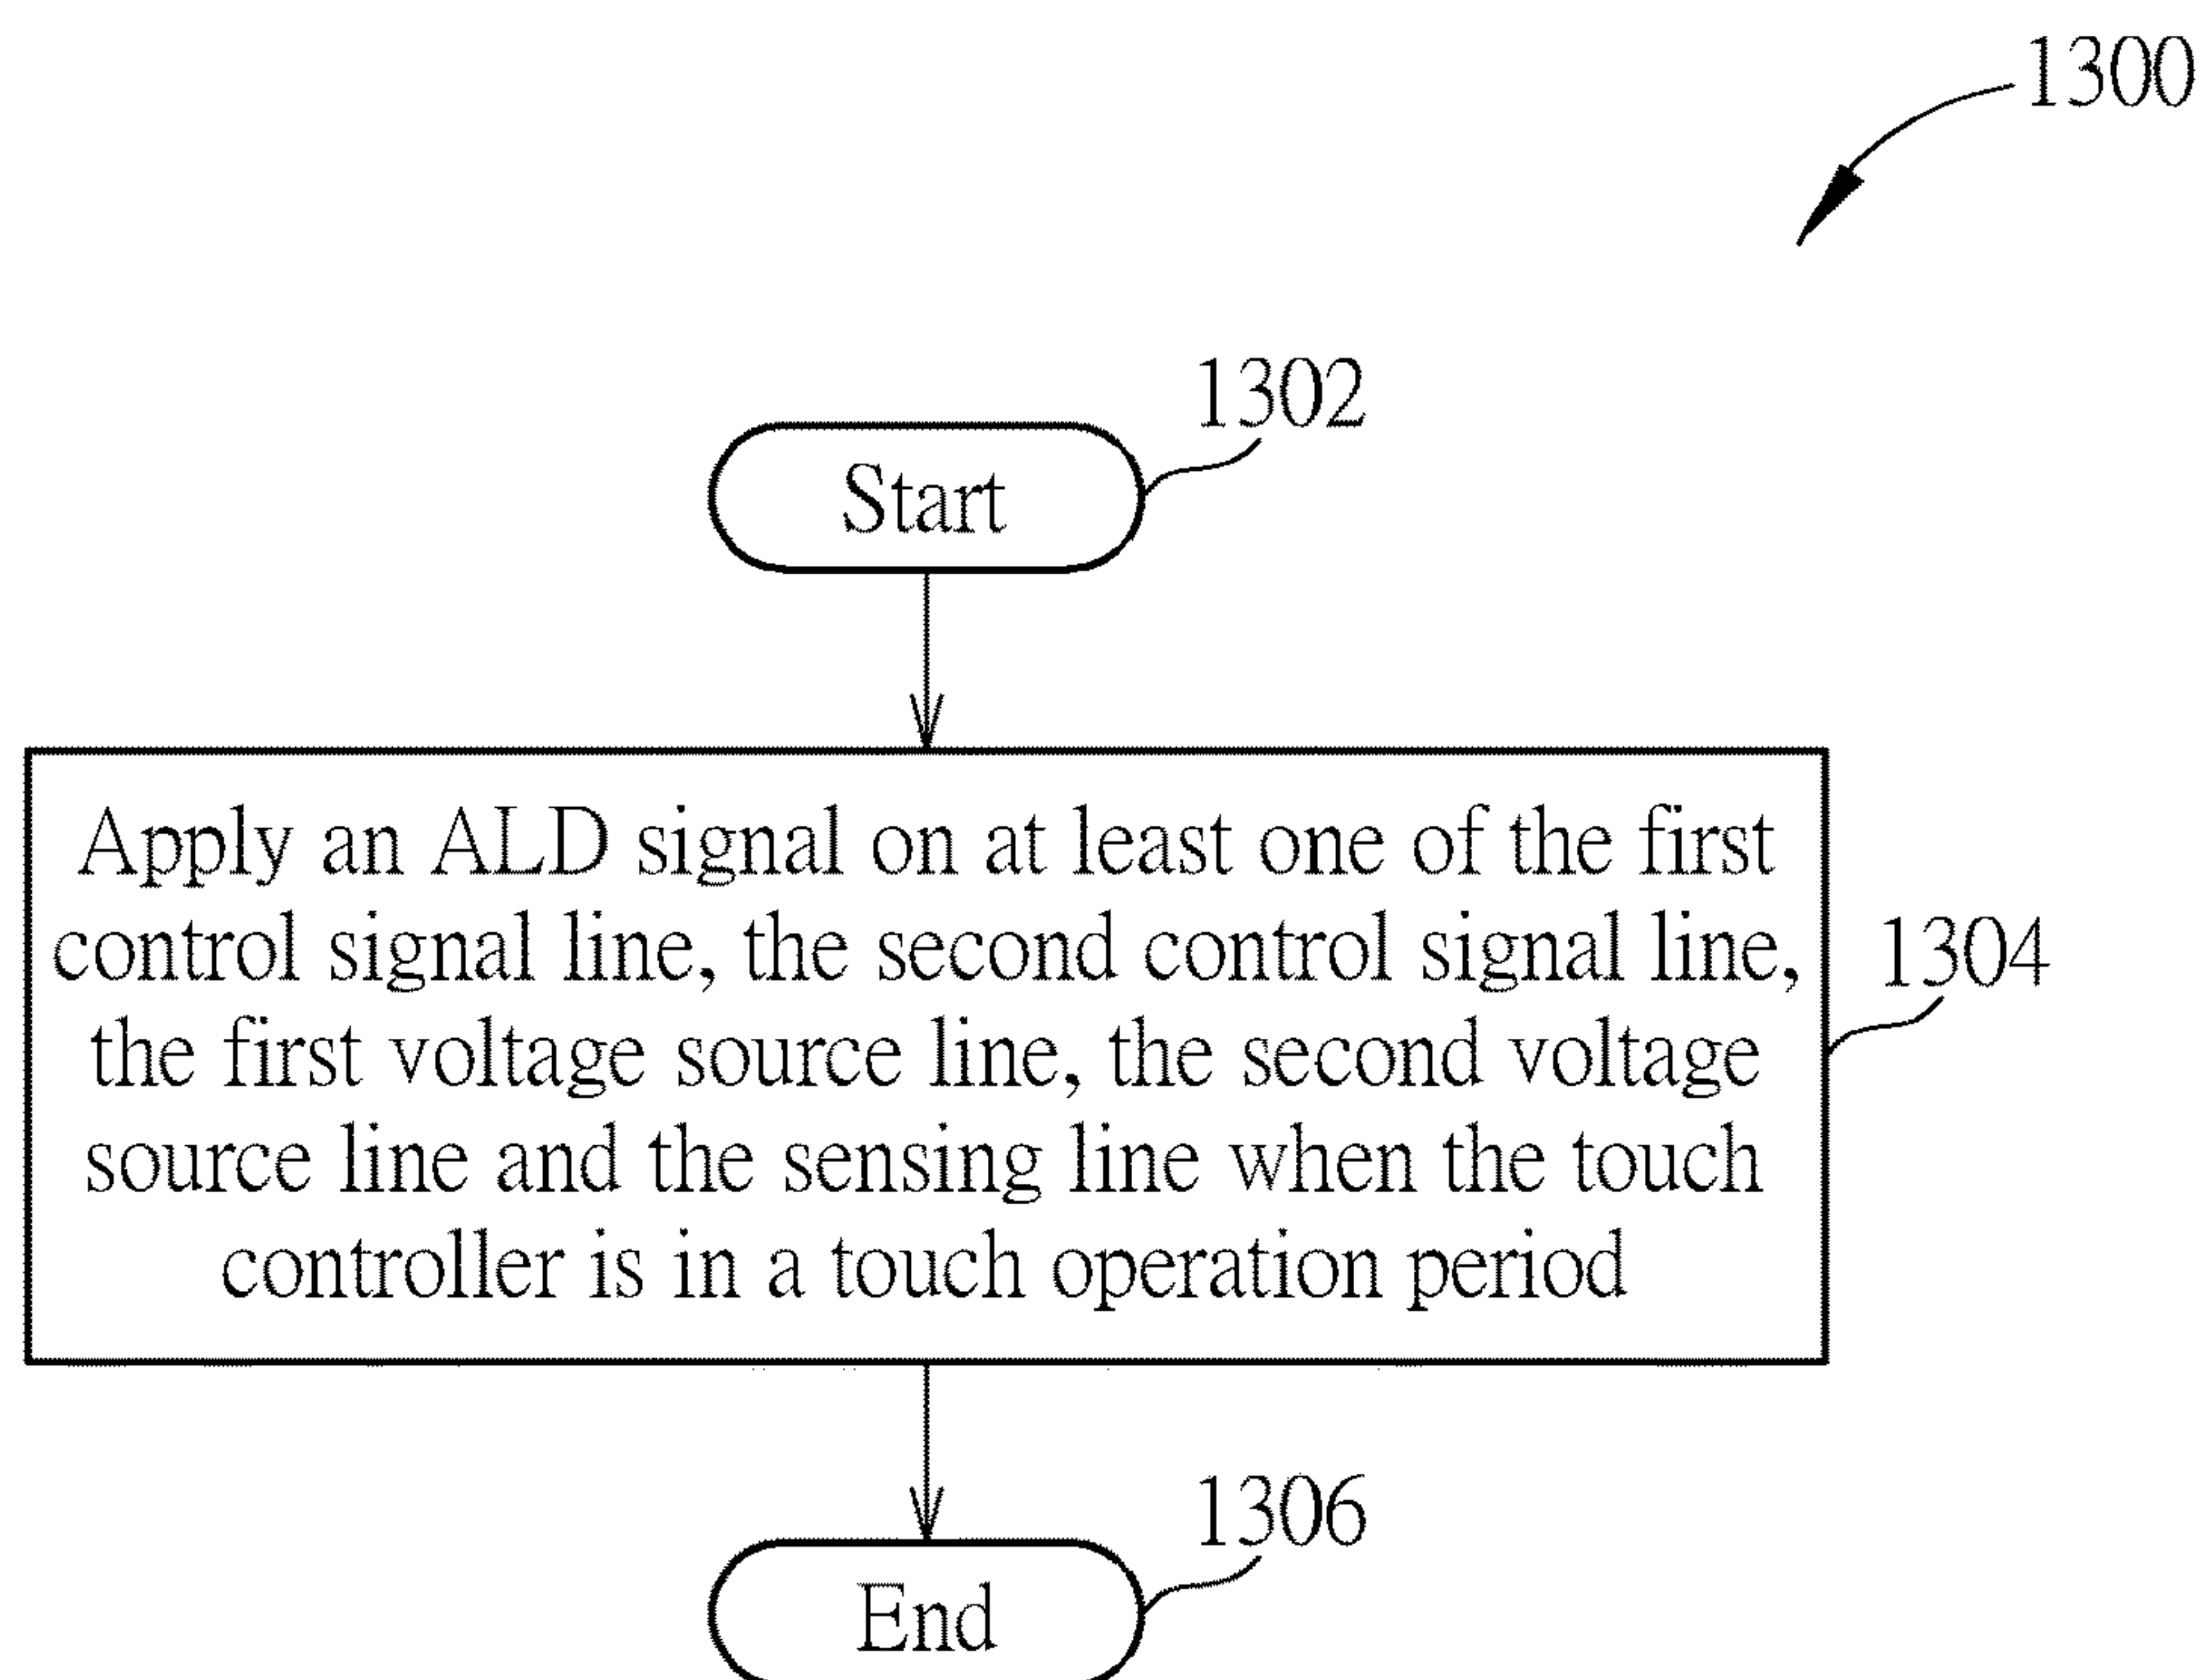 1300
1302
Start
Apply an ALD signal on at least one of the first
control signal line, the second control signal line,
the first voltage source line, the second voltage
source line and the sensing line when the touch
controller is in a touch operation period
1304
1306
End